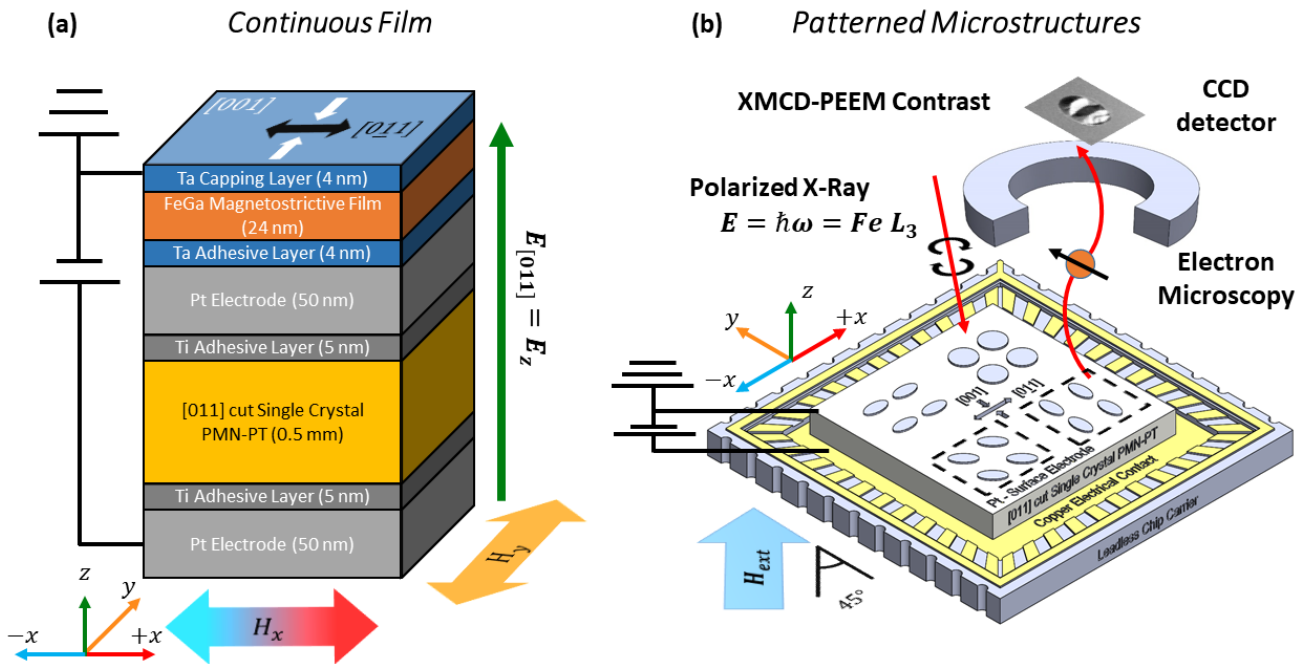 (a) Continuous Film
[001]
[011]
Ta Capping Layer (4 nm)
FeGa Magnetostrictive Film
(24 nm)
Ta Adhesive Layer (4 nm)
Pt Electrode (50 nm)
Ti Adhesive Layer (5 nm)
[011] cut Single Crystal
PMN-PT (0.5 mm)
Ti Adhesive Layer (5 nm)
Pt Electrode (50 nm)
E[011] = Ez
Hy
Hx
z
y
−x
+x
(b) Patterned Microstructures
XMCD-PEEM Contrast
CCD
detector
Polarized X-Ray
E = ℏω = Fe L3
Electron
Microscopy
z
y
+x
−x
[001]
[011]
Pt - Surface Electrode
[011] cut Single Crystal PMN-PT
Copper Electrical Contact
Leadless Chip Carrier
Hext
45°